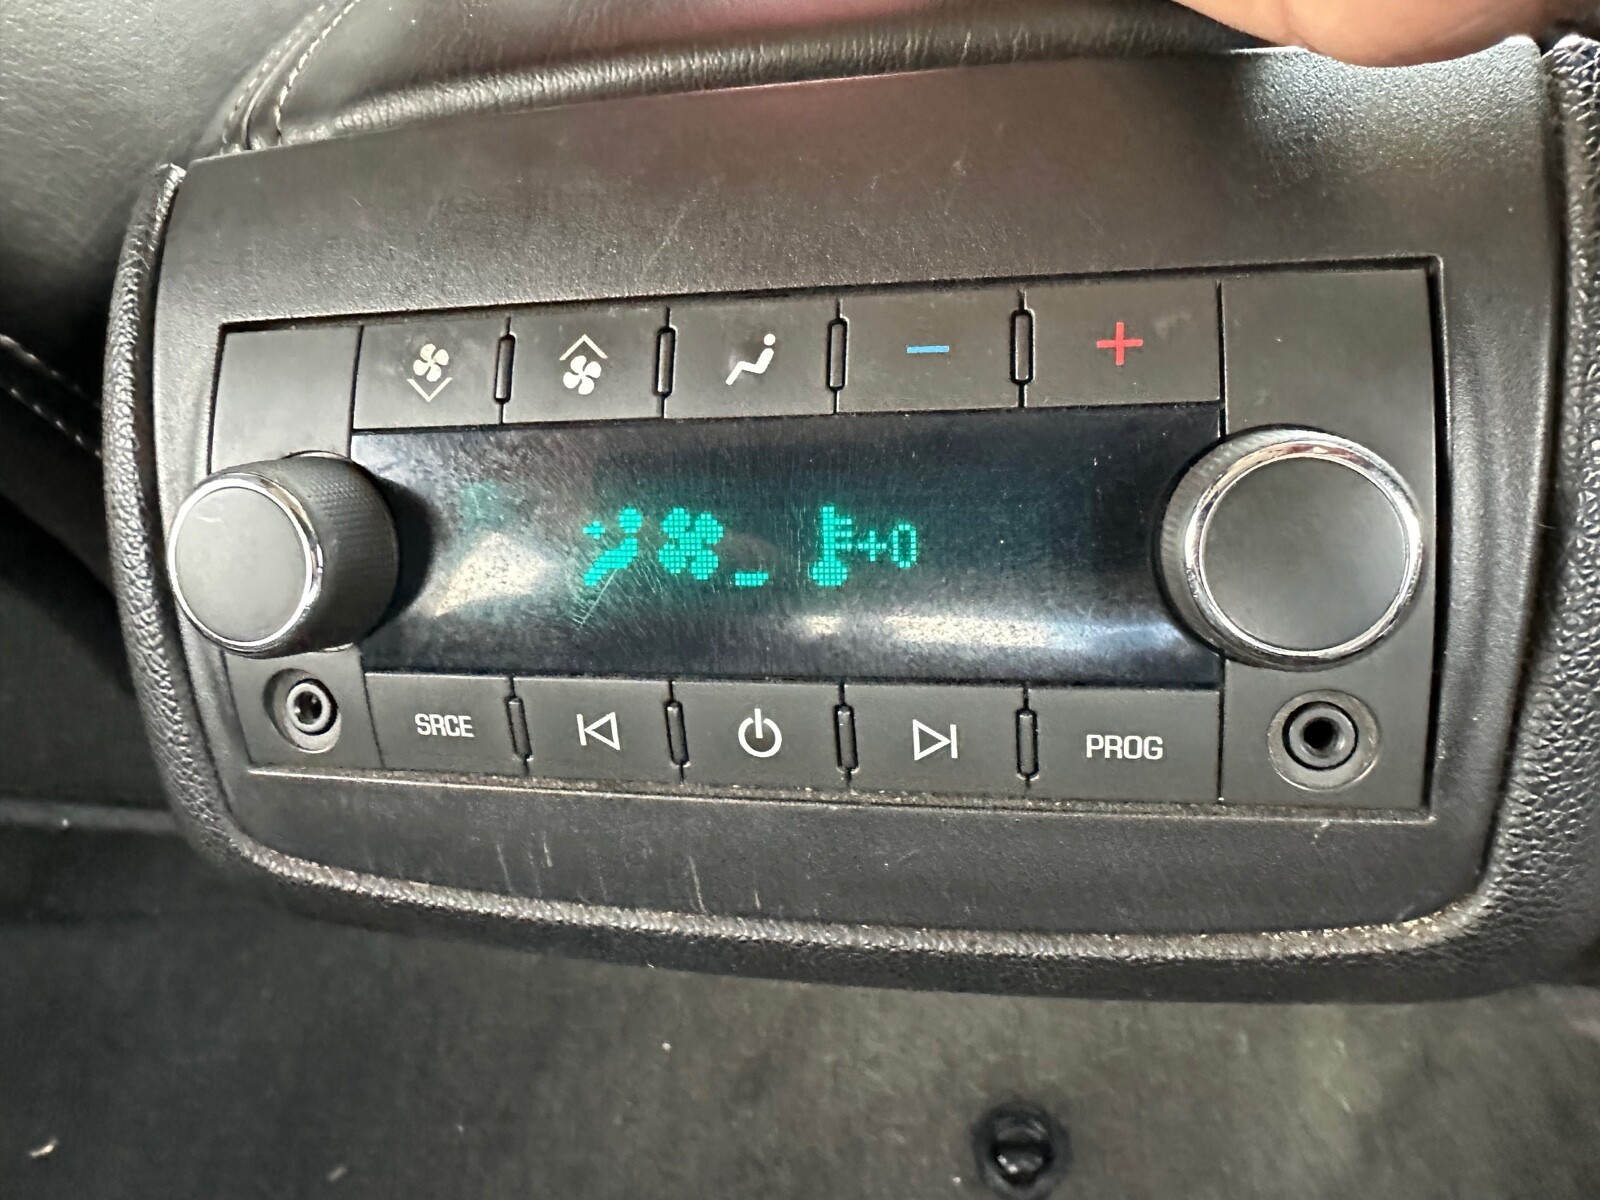 − +
+0
SRCE PROG